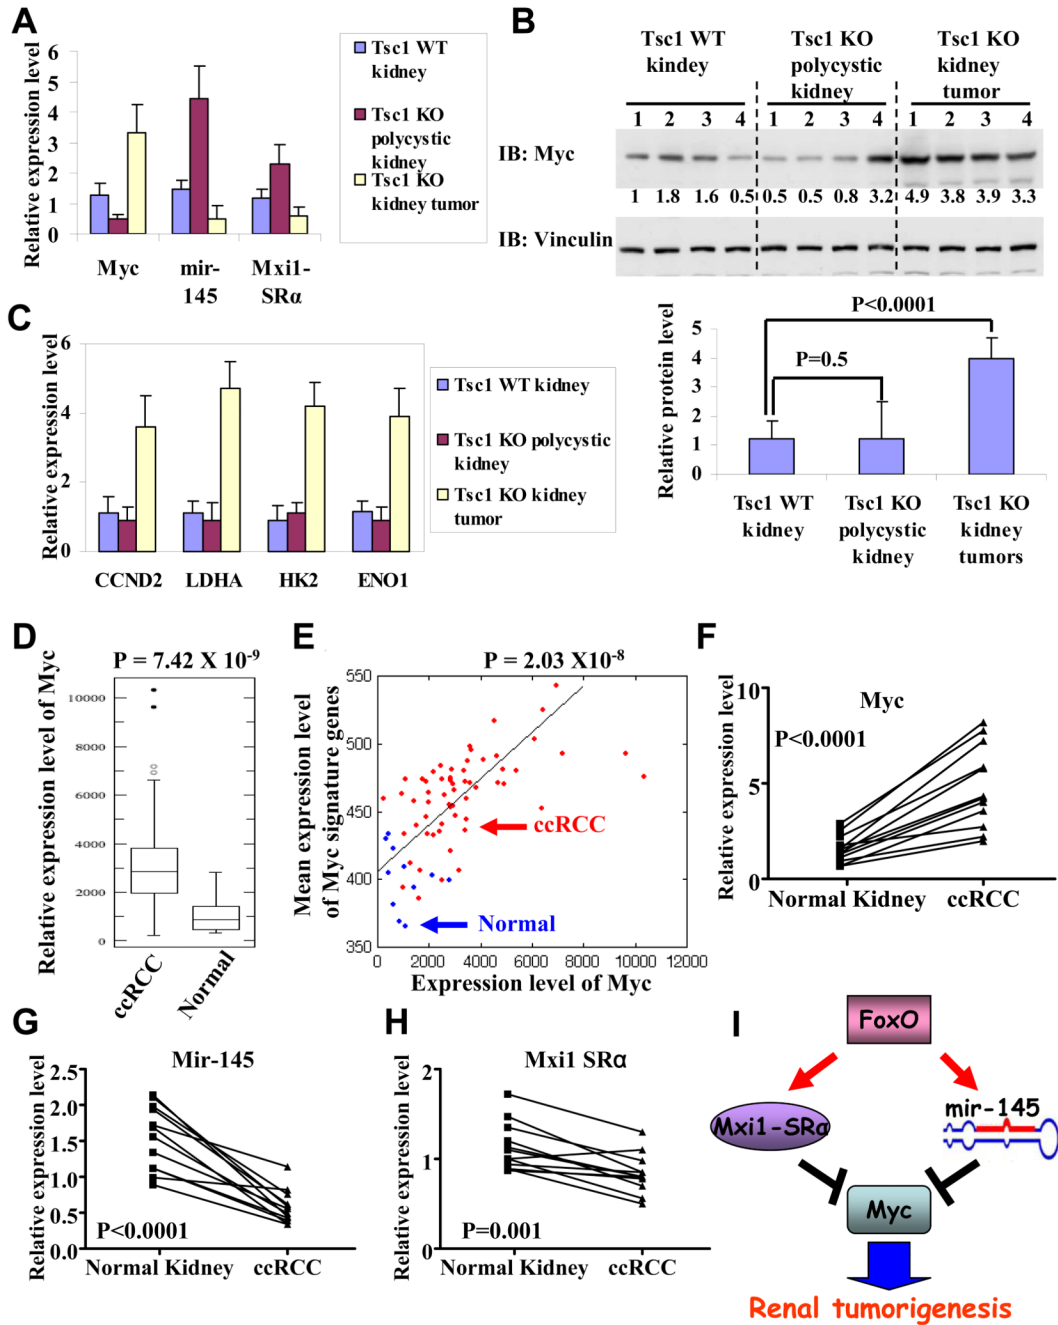 A
Relative expression level
6
5
4
3
2
1
0
Myc
mir-
145
Mxi1-
SRα
Tsc1 WT
kidney
Tsc1 KO
polycystic
kidney
Tsc1 KO
kidney tumor
B
Tsc1 WT
kindey
Tsc1 KO
polycystic
kidney
Tsc1 KO
kidney
tumor
1 2 3 4 1 2 3 4 1 2 3 4
IB: Myc
1 1.8 1.6 0.5 0.5 0.5 0.8 3.2 4.9 3.8 3.9 3.3
IB: Vinculin
Relative protein level
5
4
3
2
1
0
P<0.0001
P=0.5
Tsc1 WT
kidney
Tsc1 KO
polycystic
kidney
Tsc1 KO
kidney
tumors
C
Relative expression level
6
4
2
0
CCND2 LDHA HK2 ENO1
Tsc1 WT kidney
Tsc1 KO polycystic
kidney
Tsc1 KO kidney
tumor
D
P = 7.42 X 10-9
Relative expression level of Myc
10000
8000
6000
4000
2000
0
ccRCC
Normal
E
P = 2.03 X10-8
Mean expression level
of Myc signature genes
550
500
450
400
350
ccRCC
Normal
0 2000 4000 6000 8000 10000 12000
Expression level of Myc
F
Relative expression level
10
5
0
Myc
P<0.0001
Normal Kidney ccRCC
G
Mir-145
Relative expression level
2.5
2.0
1.5
1.0
0.5
0.0
P<0.0001
Normal Kidney ccRCC
H
Mxi1 SRα
Relative expression level
2
1
0
P=0.001
Normal Kidney ccRCC
I
FoxO
Mxi1-SRα
mir-145
Myc
Renal tumorigenesis